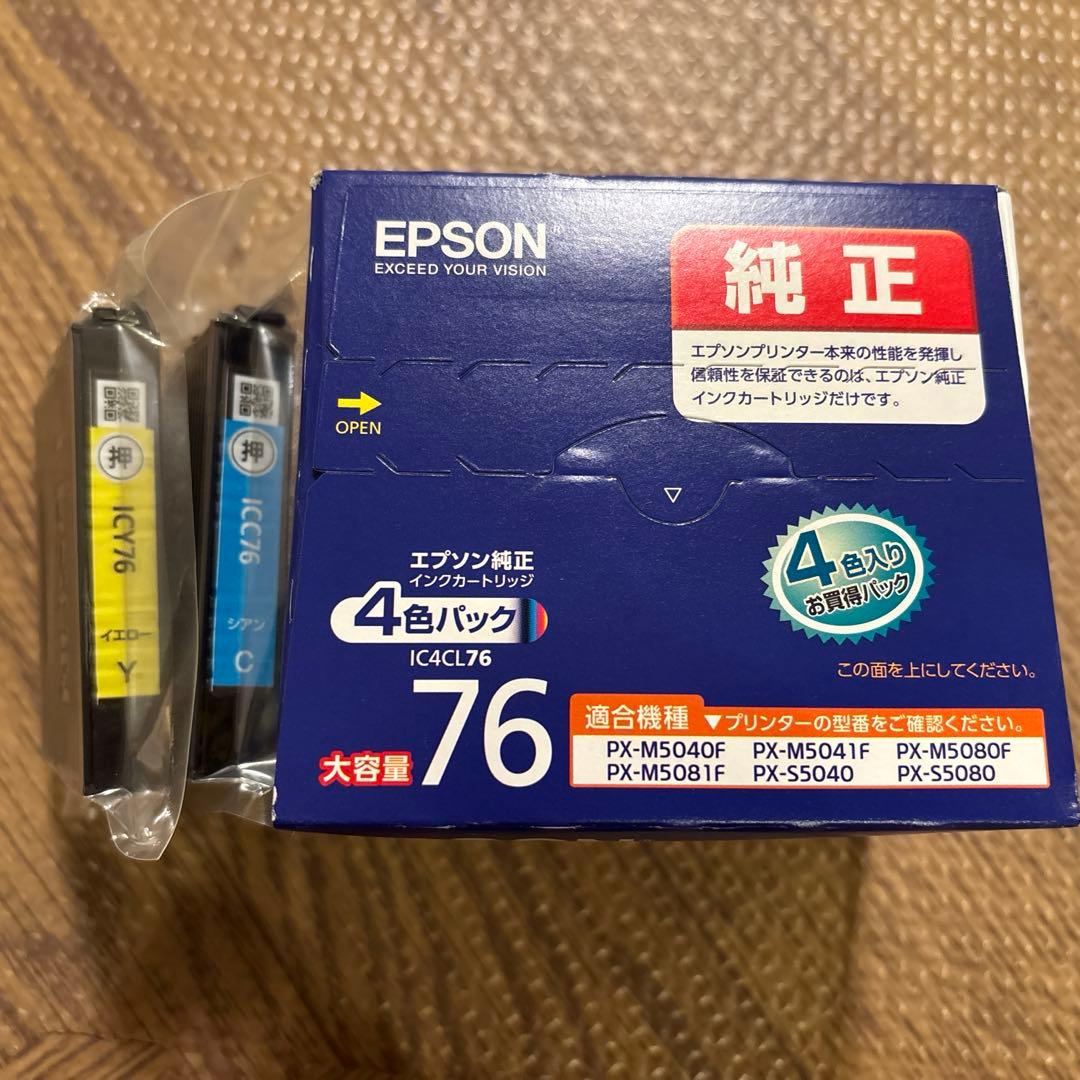 押
ICY76
イエロー
Y
押
ICC76
シアン
C
EPSON
EXCEED YOUR VISION
純正
エプソンプリンター本来の性能を発揮し
信頼性を保証できるのは、エプソン純正
インクカートリッジだけです。
OPEN
エプソン純正
インクカートリッジ
4色パック
IC4CL76
大容量 76
4色入り
お買得パック
この面を上にしてください。
適合機種 ▼プリンターの型番をご確認ください。
PX-M5040F PX-M5041F PX-M5080F
PX-M5081F PX-S5040 PX-S5080